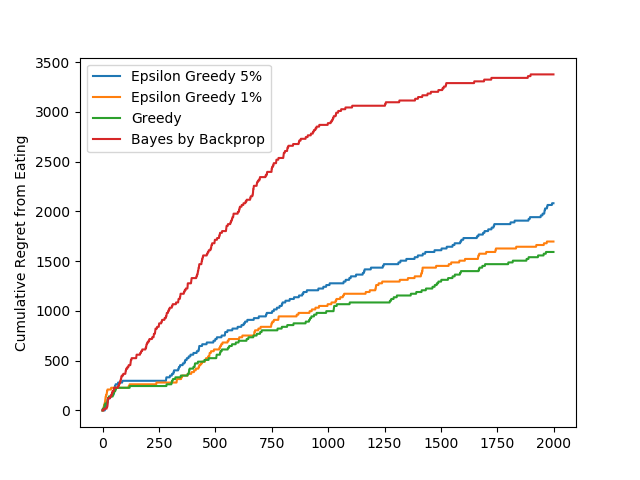 Epsilon Greedy 5%
Epsilon Greedy 1%
Greedy
Bayes by Backprop
Cumulative Regret from Eating
3500
3000
2500
2000
1500
1000
500
0
0 250 500 750 1000 1250 1500 1750 2000